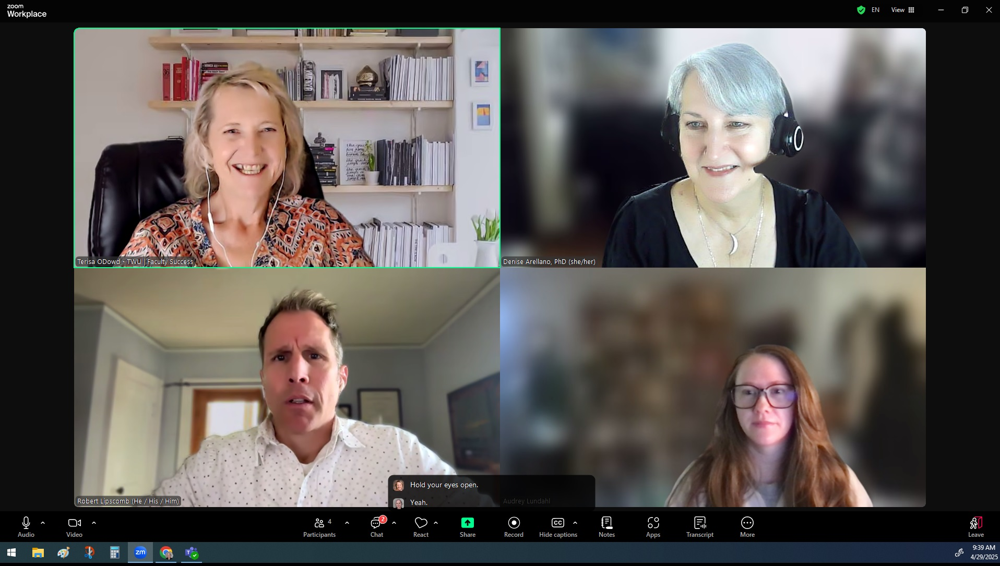 zoom
Workplace
EN
View
Terisa ODowd - TWU | Faculty Success
Denise Arellano, PhD (she/her)
Robert Lipscomb (He / His / Him)
Hold your eyes open.
Yeah.
Audrey Lundahl
Audio
Video
4
Participants
2
Chat
React
Share
Record
CC
Hide captions
Notes
Apps
Transcript
More
Leave
zm
T
9:39 AM
4/29/2025